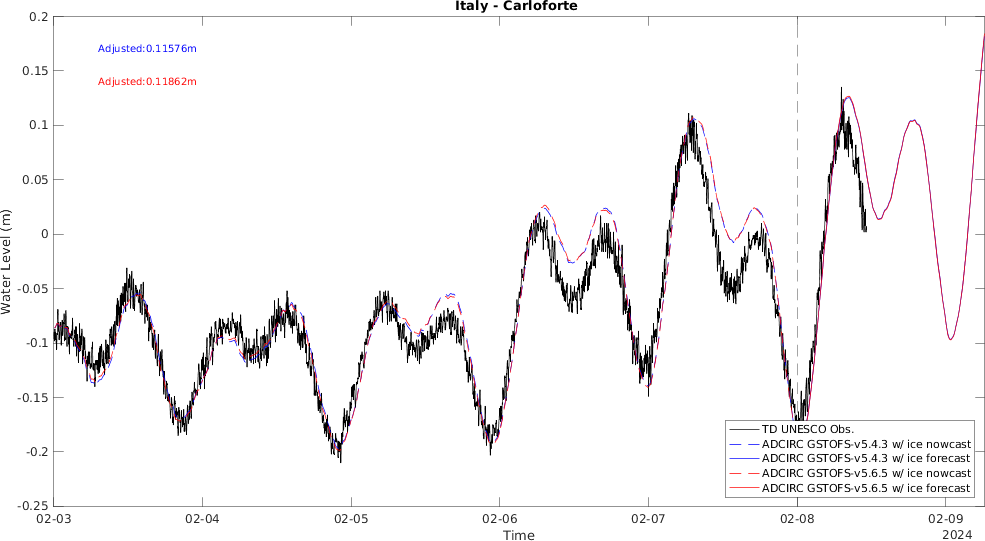 Italy - Carloforte
Adjusted:0.11576m
Adjusted:0.11862m
0.2
0.15
0.1
0.05
0
-0.05
-0.1
-0.15
-0.2
-0.25
Water Level (m)
TD UNESCO Obs.
ADCIRC GSTOFS-v5.4.3 w/ ice nowcast
ADCIRC GSTOFS-v5.4.3 w/ ice forecast
ADCIRC GSTOFS-v5.6.5 w/ ice nowcast
ADCIRC GSTOFS-v5.6.5 w/ ice forecast
02-03 02-04 02-05 02-06 02-07 02-08 02-09
Time
2024